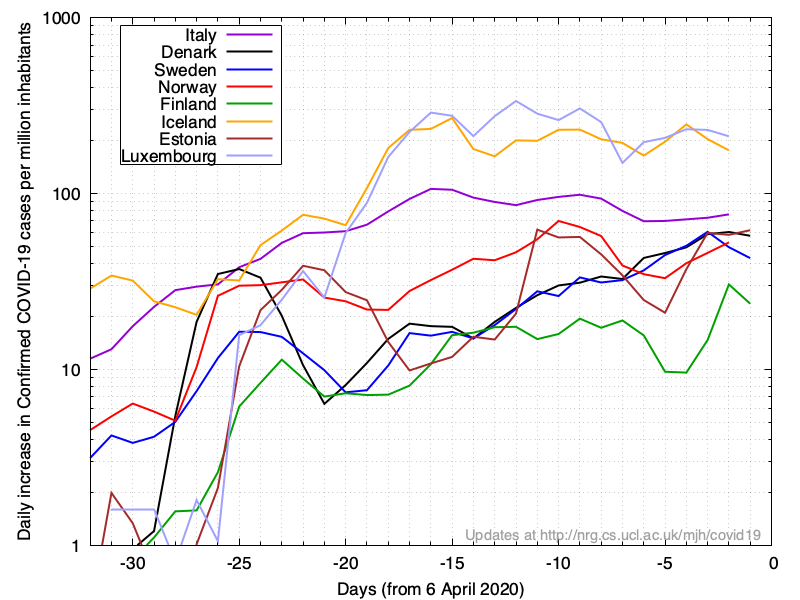 Daily increase in Confirmed COVID-19 cases per million inhabitants
1000
100
10
1
Italy
Denark
Sweden
Norway
Finland
Iceland
Estonia
Luxembourg
Updates at http://nrg.cs.ucl.ac.uk/mjh/covid19
-30 -25 -20 -15 -10 -5 0
Days (from 6 April 2020)